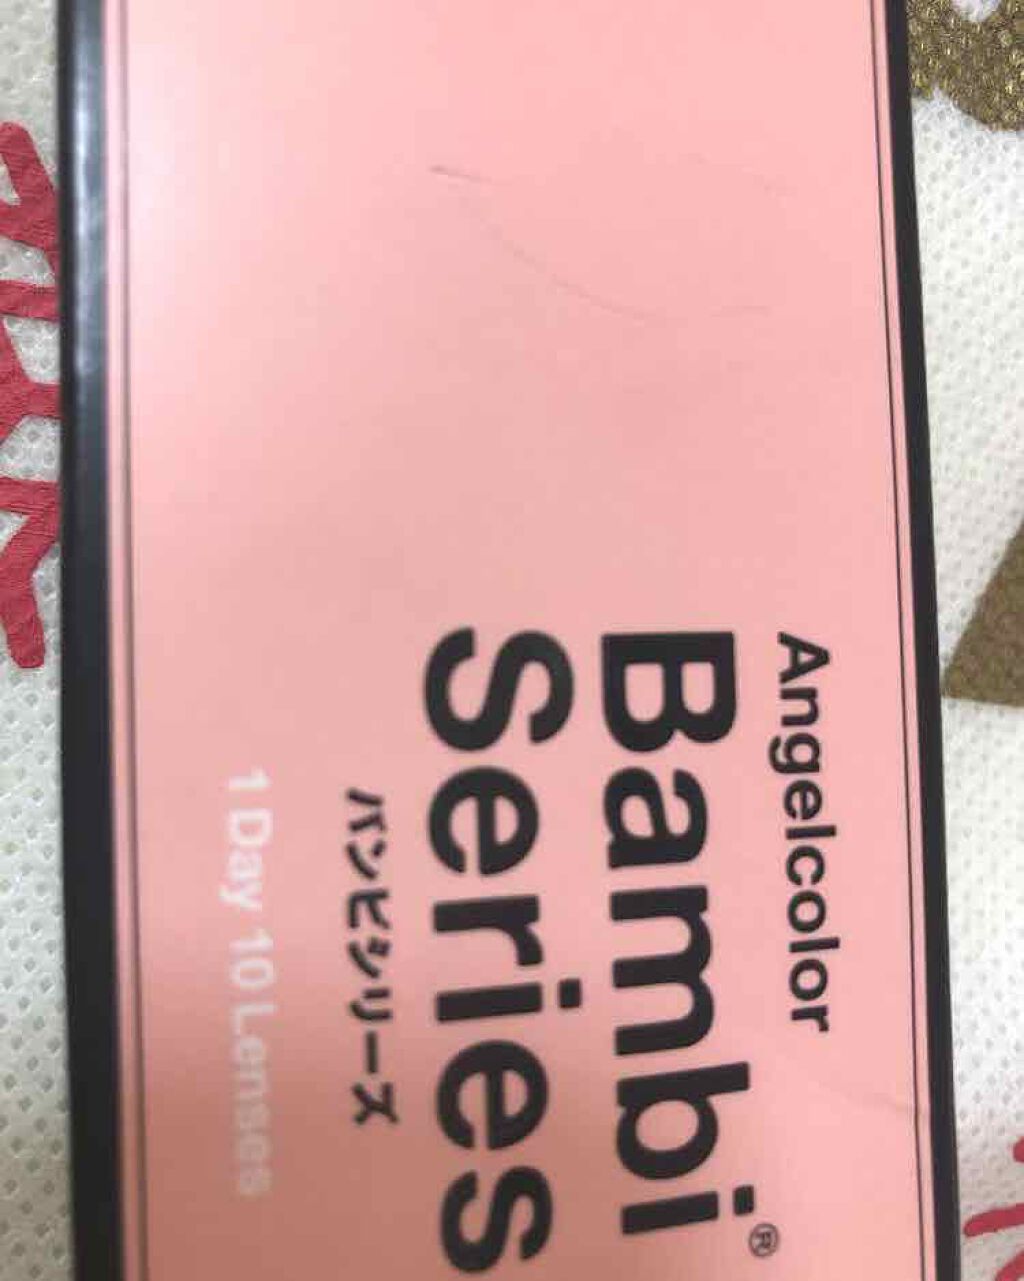 Angelcolor
Bambi®
Series
バンビシリーズ
1 Day 10 Lenses